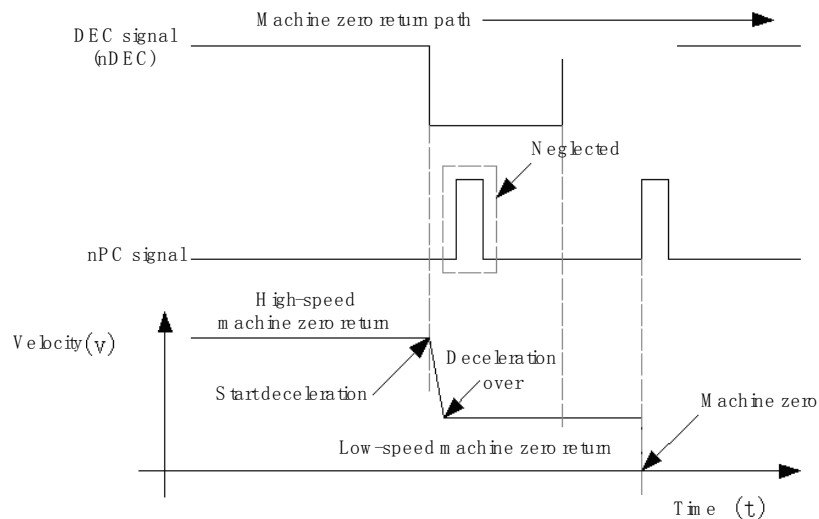 Machine zero return path
DEC signal
(nDEC)
Neglected
nPC signal
High-speed
machine zero return
Velocity(v)
Deceleration
over
Start deceleration
Machine zero
Low-speed machine zero return
Time (t)